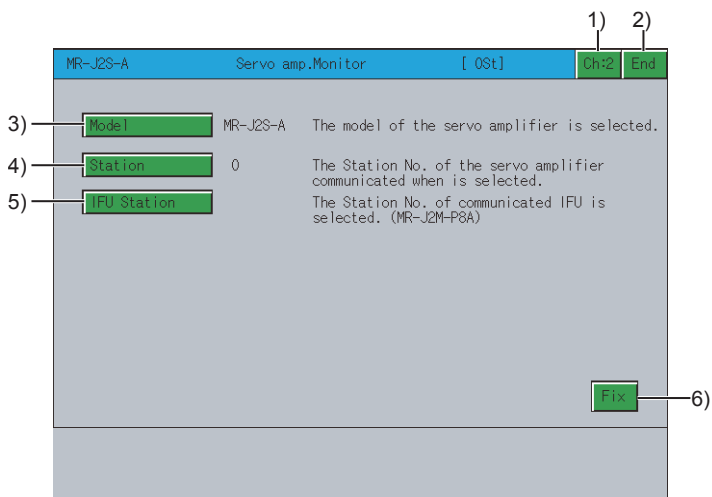 1) 2)
MR-J2S-A Servo amp.Monitor [ 0St] Ch:2 End
3) Model MR-J2S-A The model of the servo amplifier is selected.
4) Station 0 The Station No. of the servo amplifier
communicated when is selected.
5) IFU Station The Station No. of communicated IFU is
selected. (MR-J2M-P8A)
Fix 6)